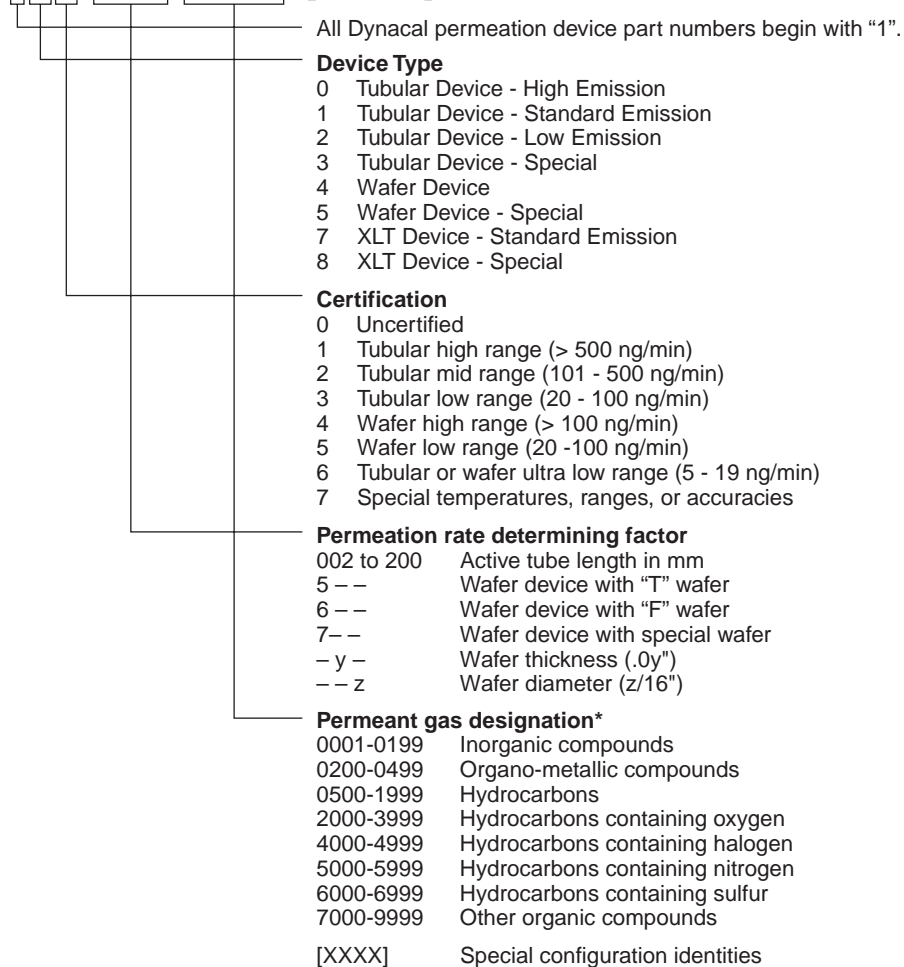 All Dynacal permeation device part numbers begin with “1”.
Device Type
0 Tubular Device - High Emission
1 Tubular Device - Standard Emission
2 Tubular Device - Low Emission
3 Tubular Device - Special
4 Wafer Device
5 Wafer Device - Special
7 XLT Device - Standard Emission
8 XLT Device - Special
Certification
0 Uncertified
1 Tubular high range (> 500 ng/min)
2 Tubular mid range (101 - 500 ng/min)
3 Tubular low range (20 - 100 ng/min)
4 Wafer high range (> 100 ng/min)
5 Wafer low range (20 -100 ng/min)
6 Tubular or wafer ultra low range (5 - 19 ng/min)
7 Special temperatures, ranges, or accuracies
Permeation rate determining factor
002 to 200 Active tube length in mm
5 – – Wafer device with “T” wafer
6 – – Wafer device with “F” wafer
7– – Wafer device with special wafer
– y – Wafer thickness (.0y")
– – z Wafer diameter (z/16")
Permeant gas designation*
0001-0199 Inorganic compounds
0200-0499 Organo-metallic compounds
0500-1999 Hydrocarbons
2000-3999 Hydrocarbons containing oxygen
4000-4999 Hydrocarbons containing halogen
5000-5999 Hydrocarbons containing nitrogen
6000-6999 Hydrocarbons containing sulfur
7000-9999 Other organic compounds
[XXXX] Special configuration identities